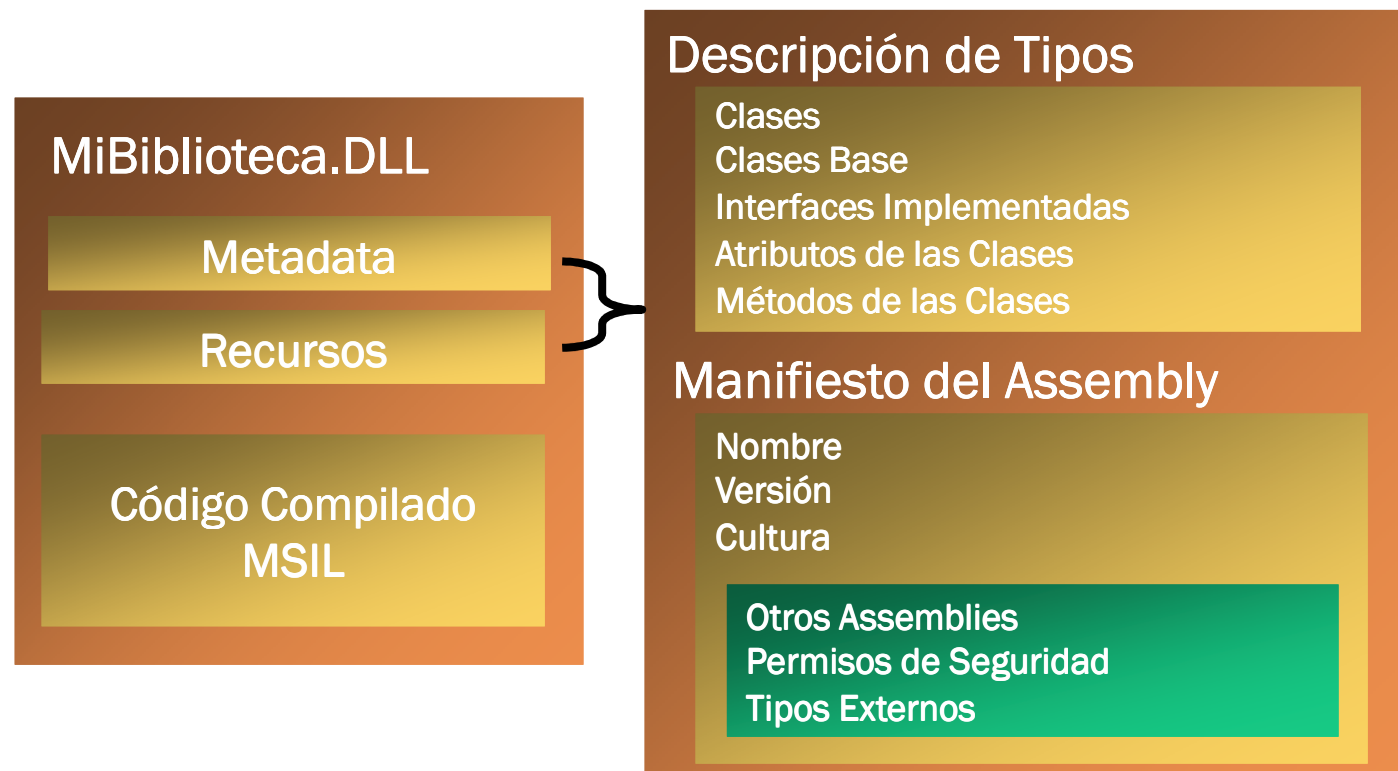 MiBiblioteca.DLL
Metadata
Recursos
Código Compilado
MSIL
Descripción de Tipos
Clases
Clases Base
Interfaces Implementadas
Atributos de las Clases
Métodos de las Clases
Manifiesto del Assembly
Nombre
Versión
Cultura
Otros Assemblies
Permisos de Seguridad
Tipos Externos